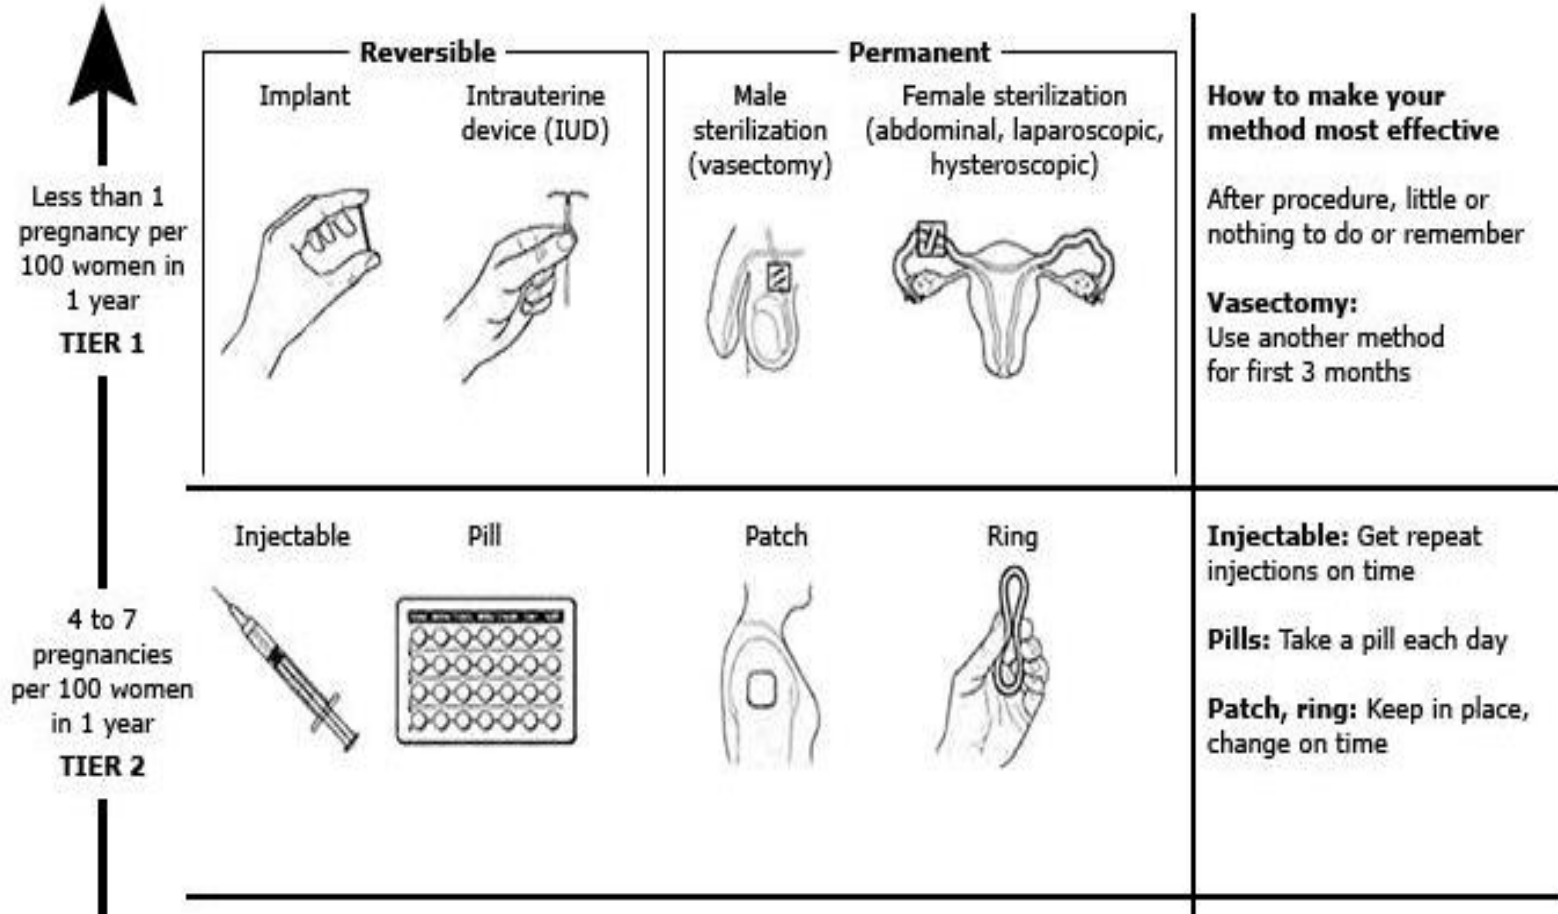 Less than 1
pregnancy per
100 women in
1 year
TIER 1
Reversible
Implant
Intrauterine
device (IUD)
Permanent
Male
sterilization
(vasectomy)
Female sterilization
(abdominal, laparoscopic,
hysteroscopic)
How to make your
method most effective
After procedure, little or
nothing to do or remember
Vasectomy:
Use another method
for first 3 months
4 to 7
pregnancies
per 100 women
in 1 year
TIER 2
Injectable
Pill
Patch
Ring
Injectable: Get repeat
injections on time
Pills: Take a pill each day
Patch, ring: Keep in place,
change on time